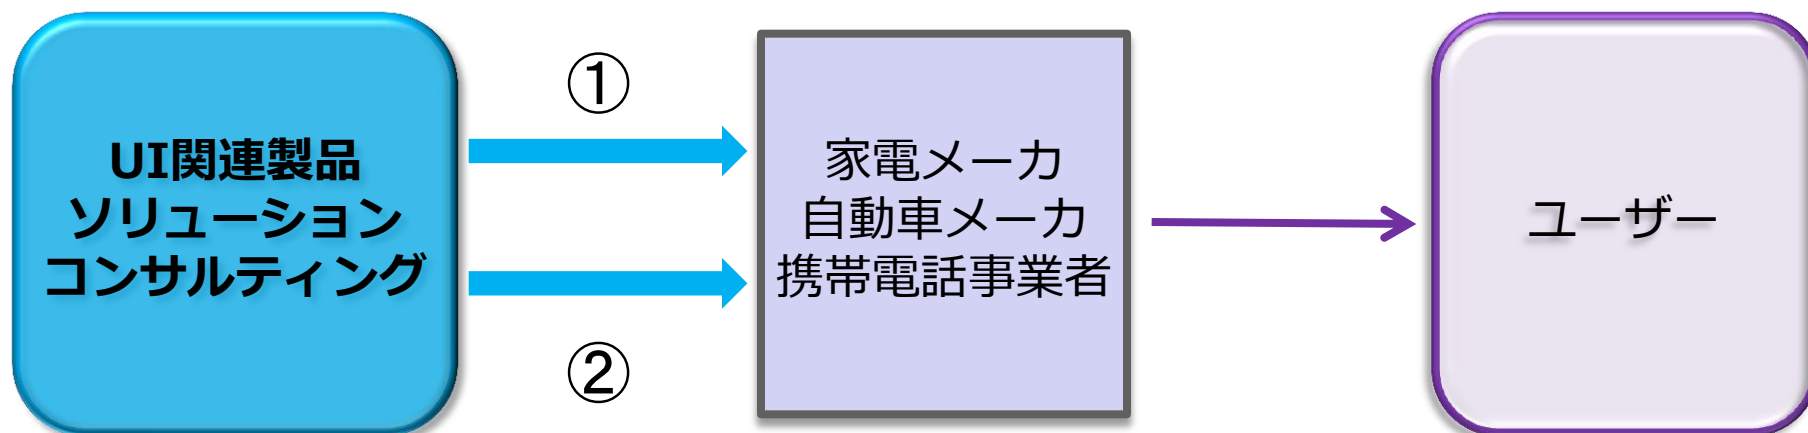 UI関連製品
ソリューション
コンサルティング
①
②
家電メーカ
自動車メーカ
携帯電話事業者
ユーザー